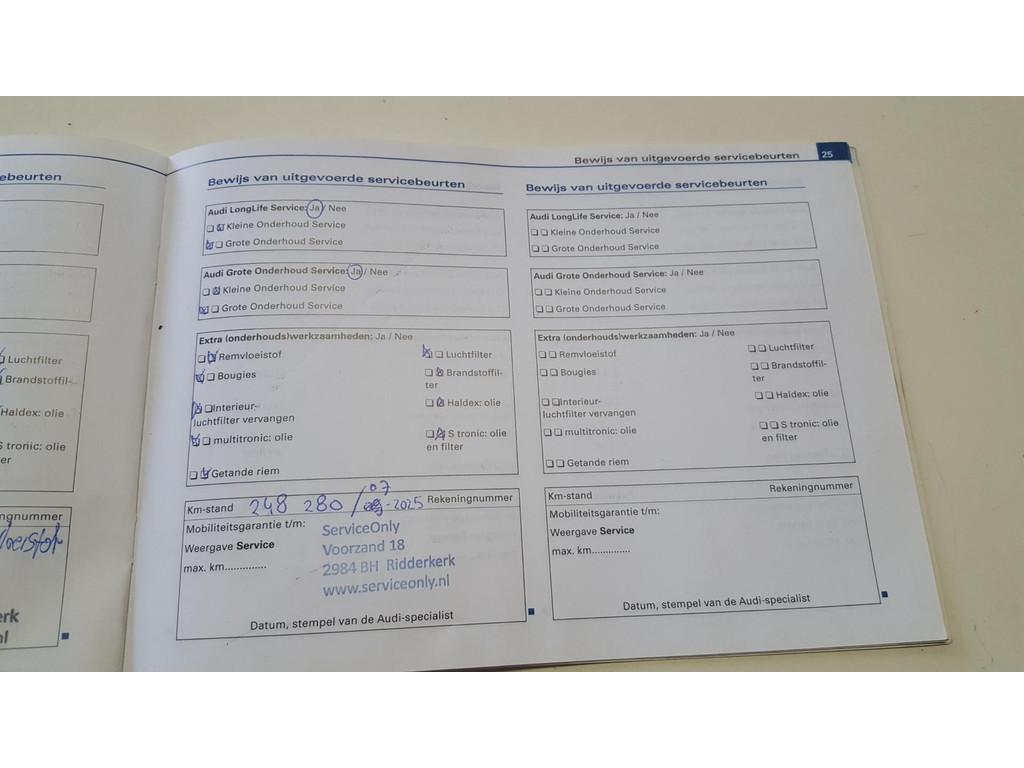 Bewijs van uitgevoerde servicebeurten 25
ebeurten
Luchtfilter
Brandstoffil-
Haldex: olie
S tronic: olie
er
ngnummer
rk
nl
Bewijs van uitgevoerde servicebeurten
Audi LongLife Service: Ja / Nee
Kleine Onderhoud Service
Grote Onderhoud Service
Audi Grote Onderhoud Service: Ja / Nee
Kleine Onderhoud Service
Grote Onderhoud Service
Extra (onderhouds)werkzaamheden: Ja / Nee
Remvloeistof
Bougies
Interieur-
luchtfilter vervangen
multitronic: olie
Getande riem
Luchtfilter
Brandstoffil-
ter
Haldex: olie
S tronic: olie
en filter
Km-stand 248 280 / 07 -2025 Rekeningnummer
Mobiliteitsgarantie t/m:
Weergave Service
max. km..............
ServiceOnly
Voorzand 18
2984 BH Ridderkerk
www.serviceonly.nl
Datum, stempel van de Audi-specialist
Bewijs van uitgevoerde servicebeurten
Audi LongLife Service: Ja / Nee
Kleine Onderhoud Service
Grote Onderhoud Service
Audi Grote Onderhoud Service: Ja / Nee
Kleine Onderhoud Service
Grote Onderhoud Service
Extra (onderhouds)werkzaamheden: Ja / Nee
Remvloeistof
Bougies
Interieur-
luchtfilter vervangen
multitronic: olie
Getande riem
Luchtfilter
Brandstoffil-
ter
Haldex: olie
S tronic: olie
en filter
Km-stand Rekeningnummer
Mobiliteitsgarantie t/m:
Weergave Service
max. km..............
Datum, stempel van de Audi-specialist